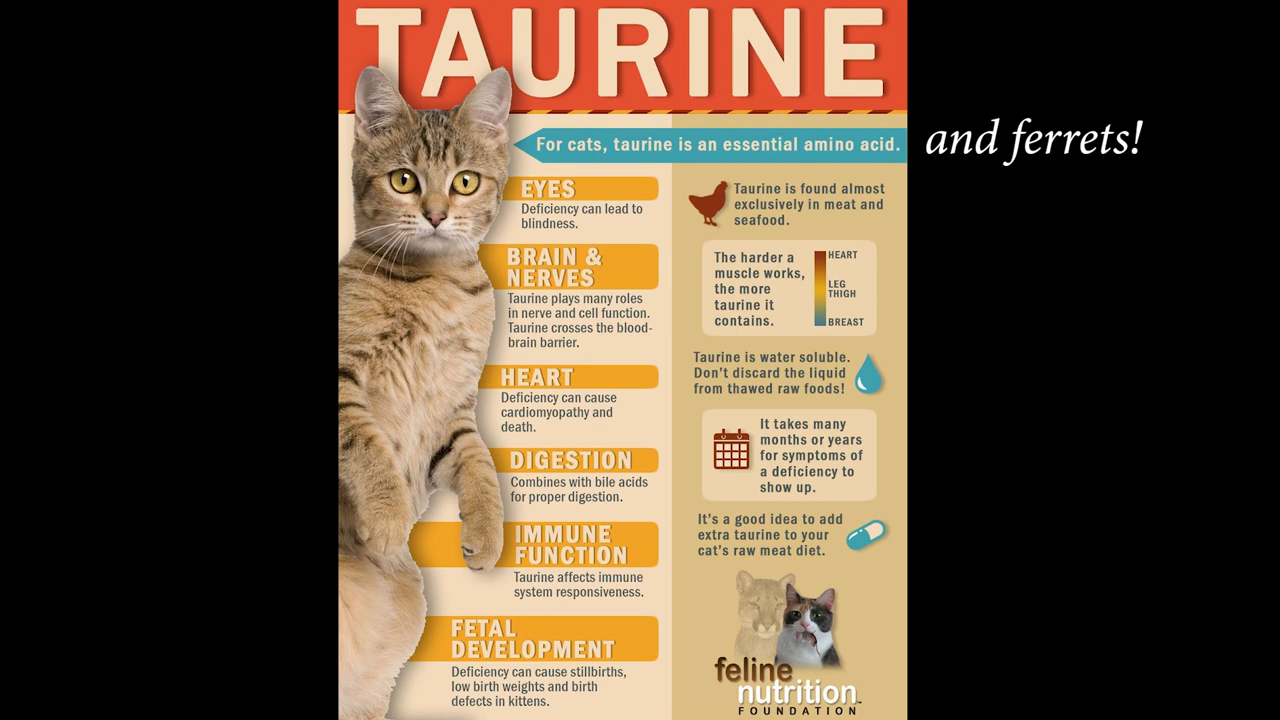 TAURINE
For cats, taurine is an essential amino acid.
and ferrets!
EYES
Deficiency can lead to
blindness.
BRAIN &
NERVES
Taurine plays many roles
in nerve and cell function.
Taurine crosses the blood-
brain barrier.
HEART
Deficiency can cause
cardiomyopathy and
death.
DIGESTION
Combines with bile acids
for proper digestion.
IMMUNE
FUNCTION
Taurine affects immune
system responsiveness.
FETAL
DEVELOPMENT
Deficiency can cause stillbirths,
low birth weights and birth
defects in kittens.
Taurine is found almost
exclusively in meat and
seafood.
The harder a
muscle works,
the more
taurine it
contains.
HEART
LEG
THIGH
BREAST
Taurine is water soluble.
Don't discard the liquid
from thawed raw foods!
It takes many
months or years
for symptoms of
a deficiency to
show up.
It's a good idea to add
extra taurine to your
cat's raw meat diet.
feline
nutrition
FOUNDATION